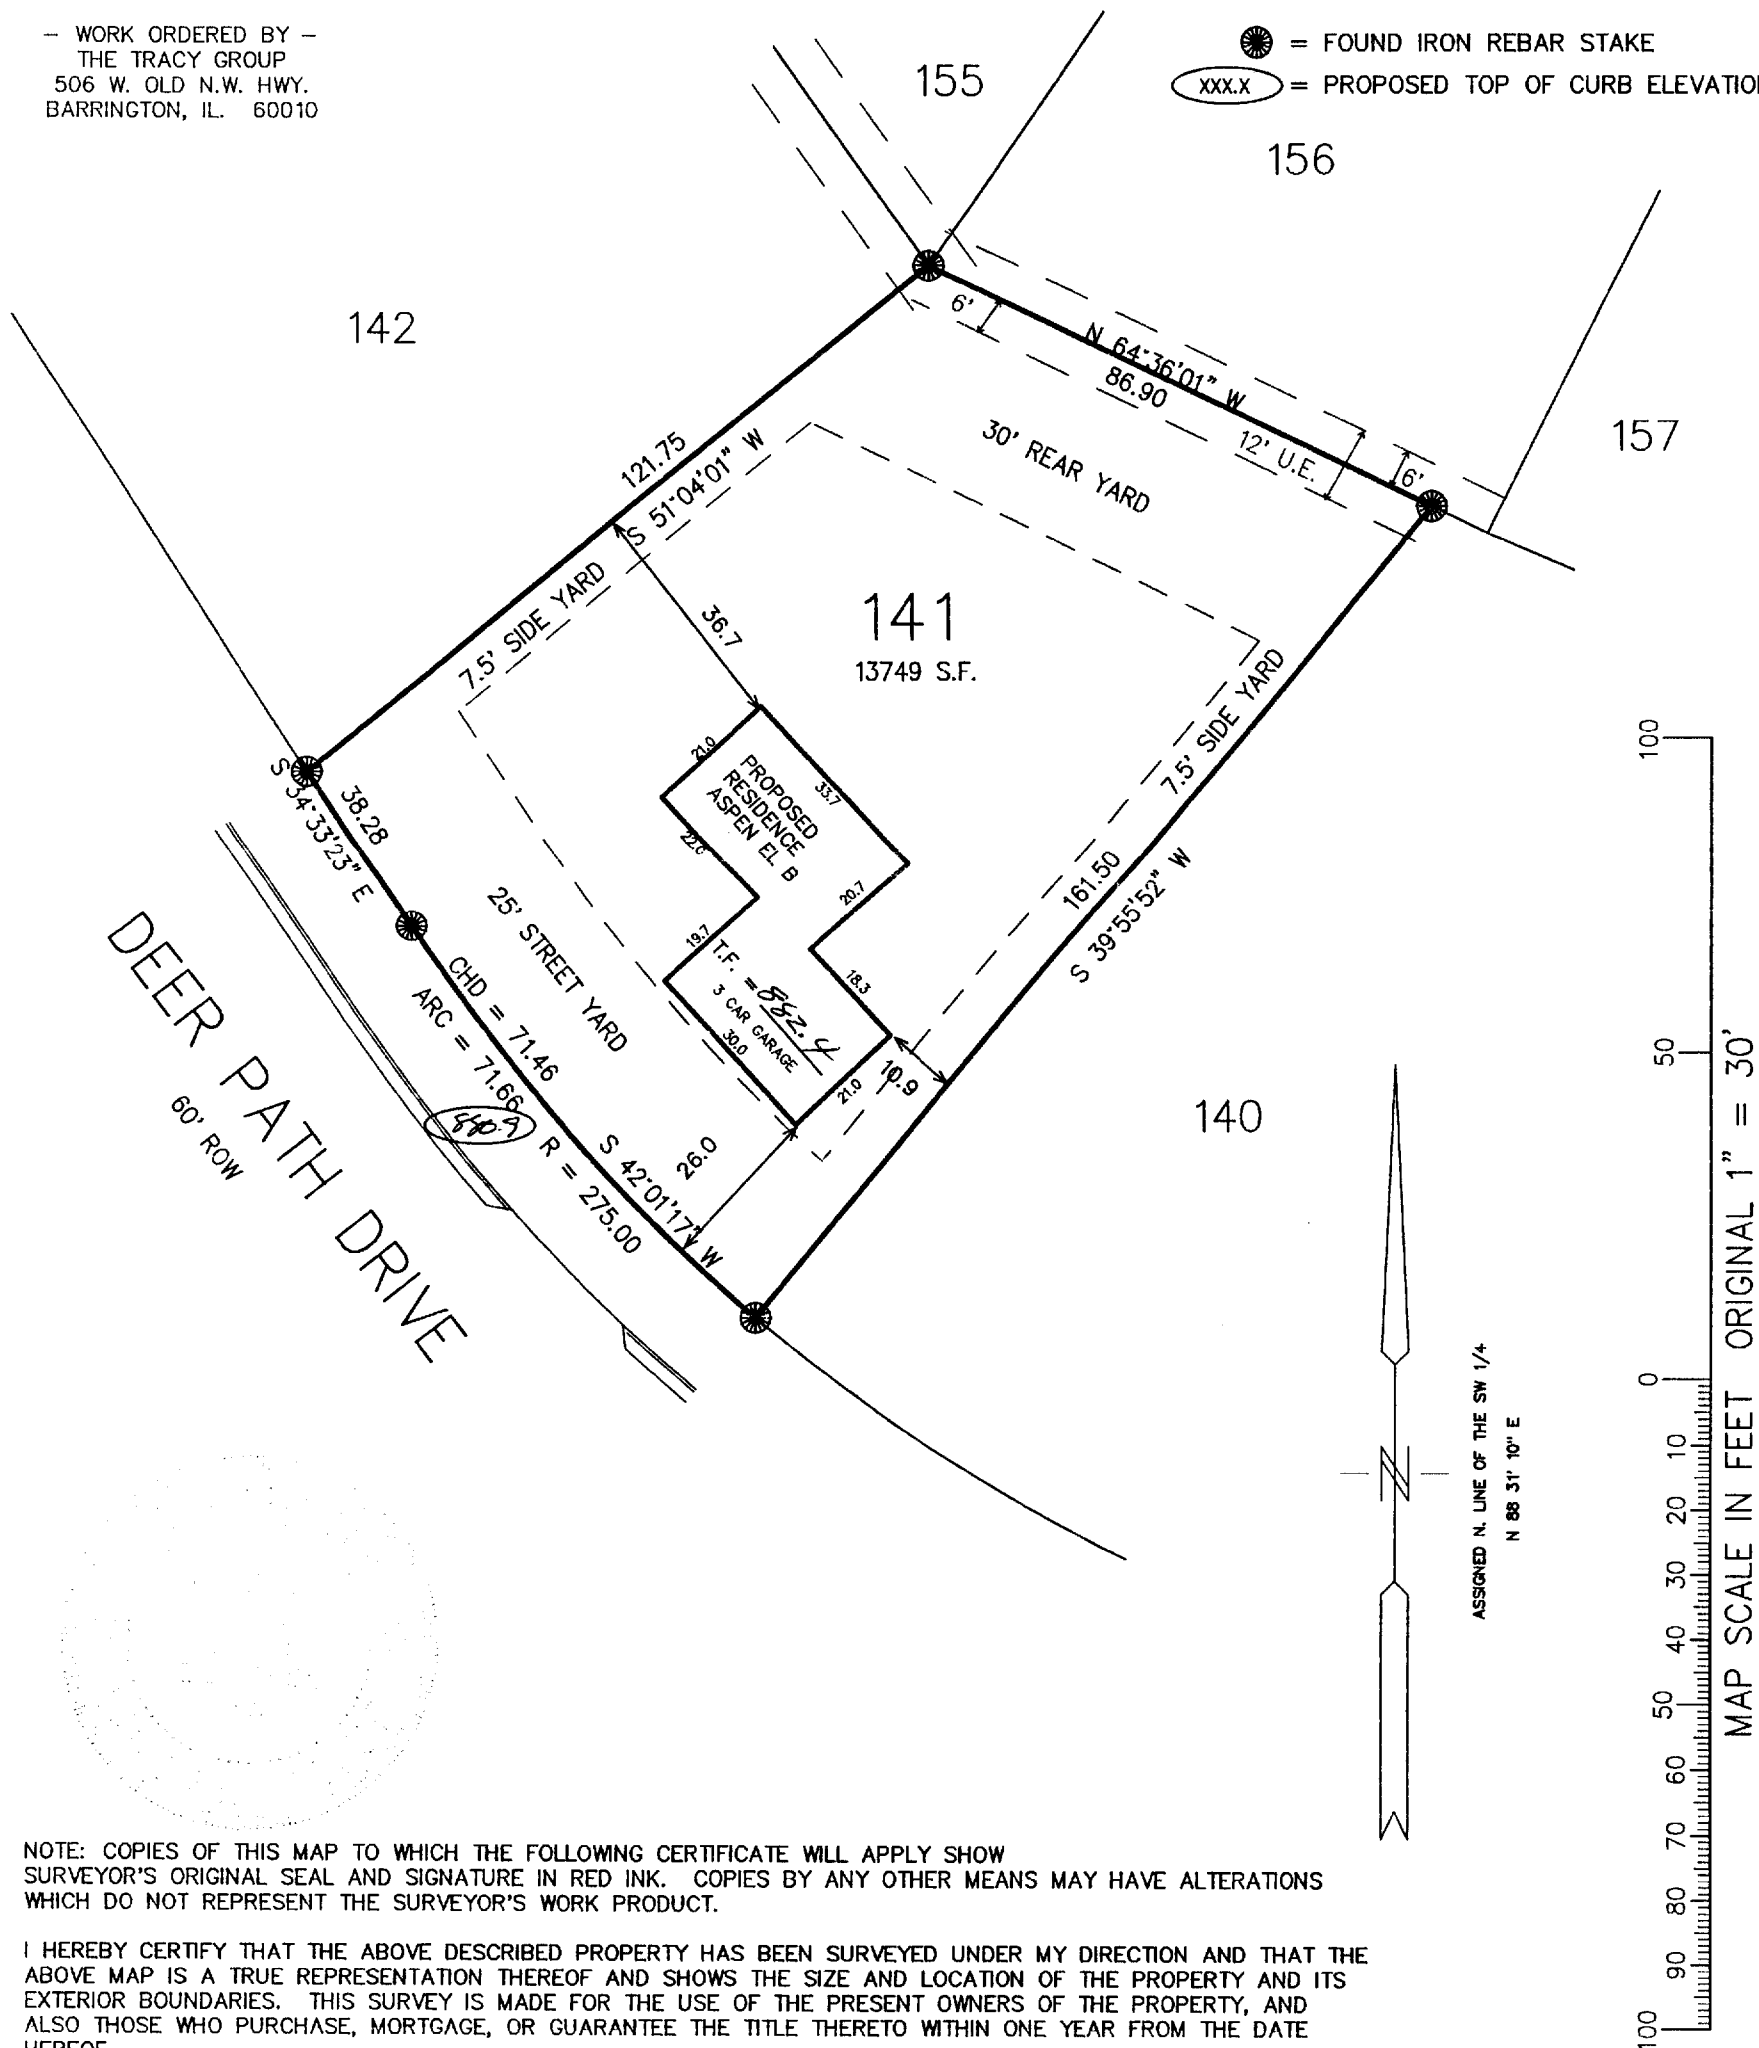 – WORK ORDERED BY –
THE TRACY GROUP
506 W. OLD N.W. HWY.
BARRINGTON, IL. 60010
= FOUND IRON REBAR STAKE
XXX.X = PROPOSED TOP OF CURB ELEVATIO
155
156
142
157
6'
N 64°36'01" W
86.90
12' U.E.
6'
30' REAR YARD
121.75
S 51°04'01" W
7.5' SIDE YARD
36.7
141
13749 S.F.
7.5' SIDE YARD
161.50
S 39°55'52" W
21.0
33.7
PROPOSED
RESIDENCE
ASPEN EL B
22.0
20.7
19.7
18.3
T.F. = 882.4
3 CAR GARAGE
30.0
21.0
10.9
26.0
S 34°33'23" E
38.28
25' STREET YARD
CHD = 71.46
ARC = 71.66 R = 275.00
S 42°01'17" W
880.9
DEER PATH DRIVE
60' ROW
140
ASSIGNED N. LINE OF THE SW 1/4
N 88 31' 10" E
N
100
50
0
10
20
30
40
50
60
70
80
90
100
MAP SCALE IN FEET ORIGINAL 1" = 30'
NOTE: COPIES OF THIS MAP TO WHICH THE FOLLOWING CERTIFICATE WILL APPLY SHOW
SURVEYOR'S ORIGINAL SEAL AND SIGNATURE IN RED INK. COPIES BY ANY OTHER MEANS MAY HAVE ALTERATIONS
WHICH DO NOT REPRESENT THE SURVEYOR'S WORK PRODUCT.
I HEREBY CERTIFY THAT THE ABOVE DESCRIBED PROPERTY HAS BEEN SURVEYED UNDER MY DIRECTION AND THAT THE
ABOVE MAP IS A TRUE REPRESENTATION THEREOF AND SHOWS THE SIZE AND LOCATION OF THE PROPERTY AND ITS
EXTERIOR BOUNDARIES. THIS SURVEY IS MADE FOR THE USE OF THE PRESENT OWNERS OF THE PROPERTY, AND
ALSO THOSE WHO PURCHASE, MORTGAGE, OR GUARANTEE THE TITLE THERETO WITHIN ONE YEAR FROM THE DATE
HEREOF